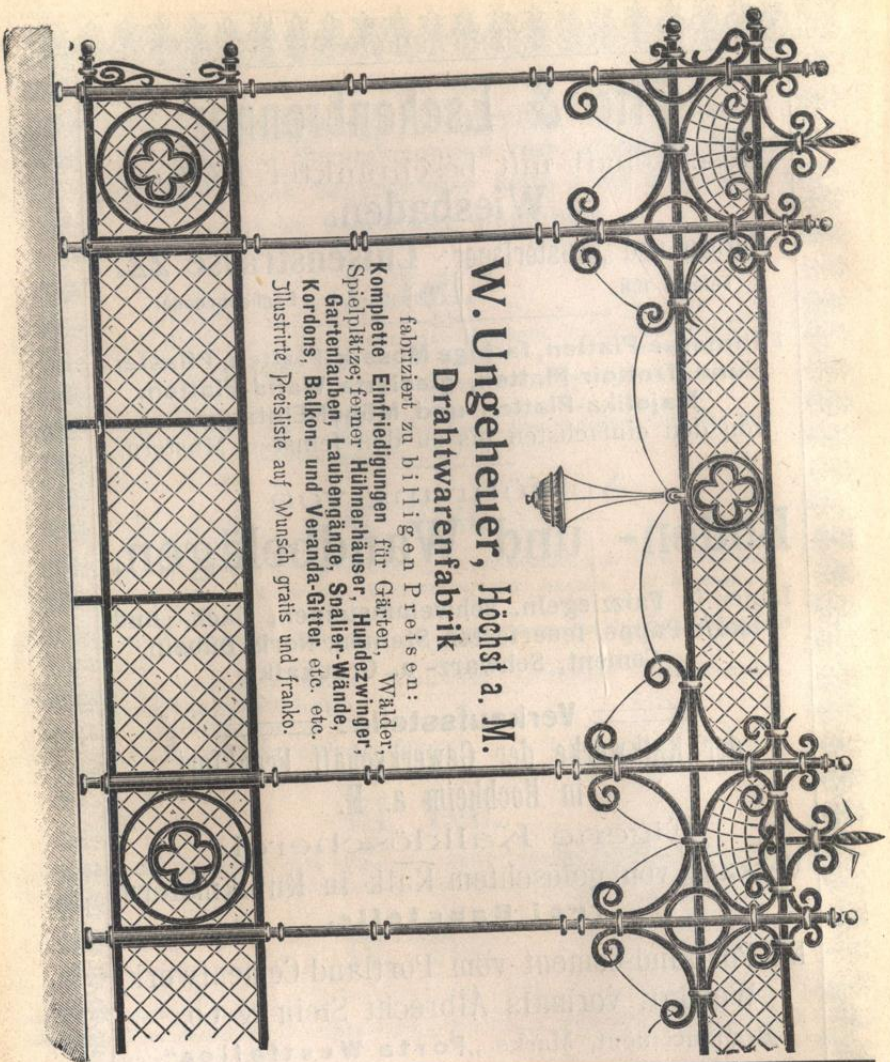 W. Ungeheuer, Höchst a M.
Drahtwarenfabrik
fabriziert zu billigen Preisen:
Komplette Einfriedigungen für Gärten, Wälder,
Spielplätze; ferner Hühnerhäuser, Hundezwinger,
Gartenlauben, Laubengänge, Spalier-Wände,
Kordons, Balkon- und Veranda-Gitter etc. etc.
Illustrirte Preisliste auf Wunsch gratis und franko